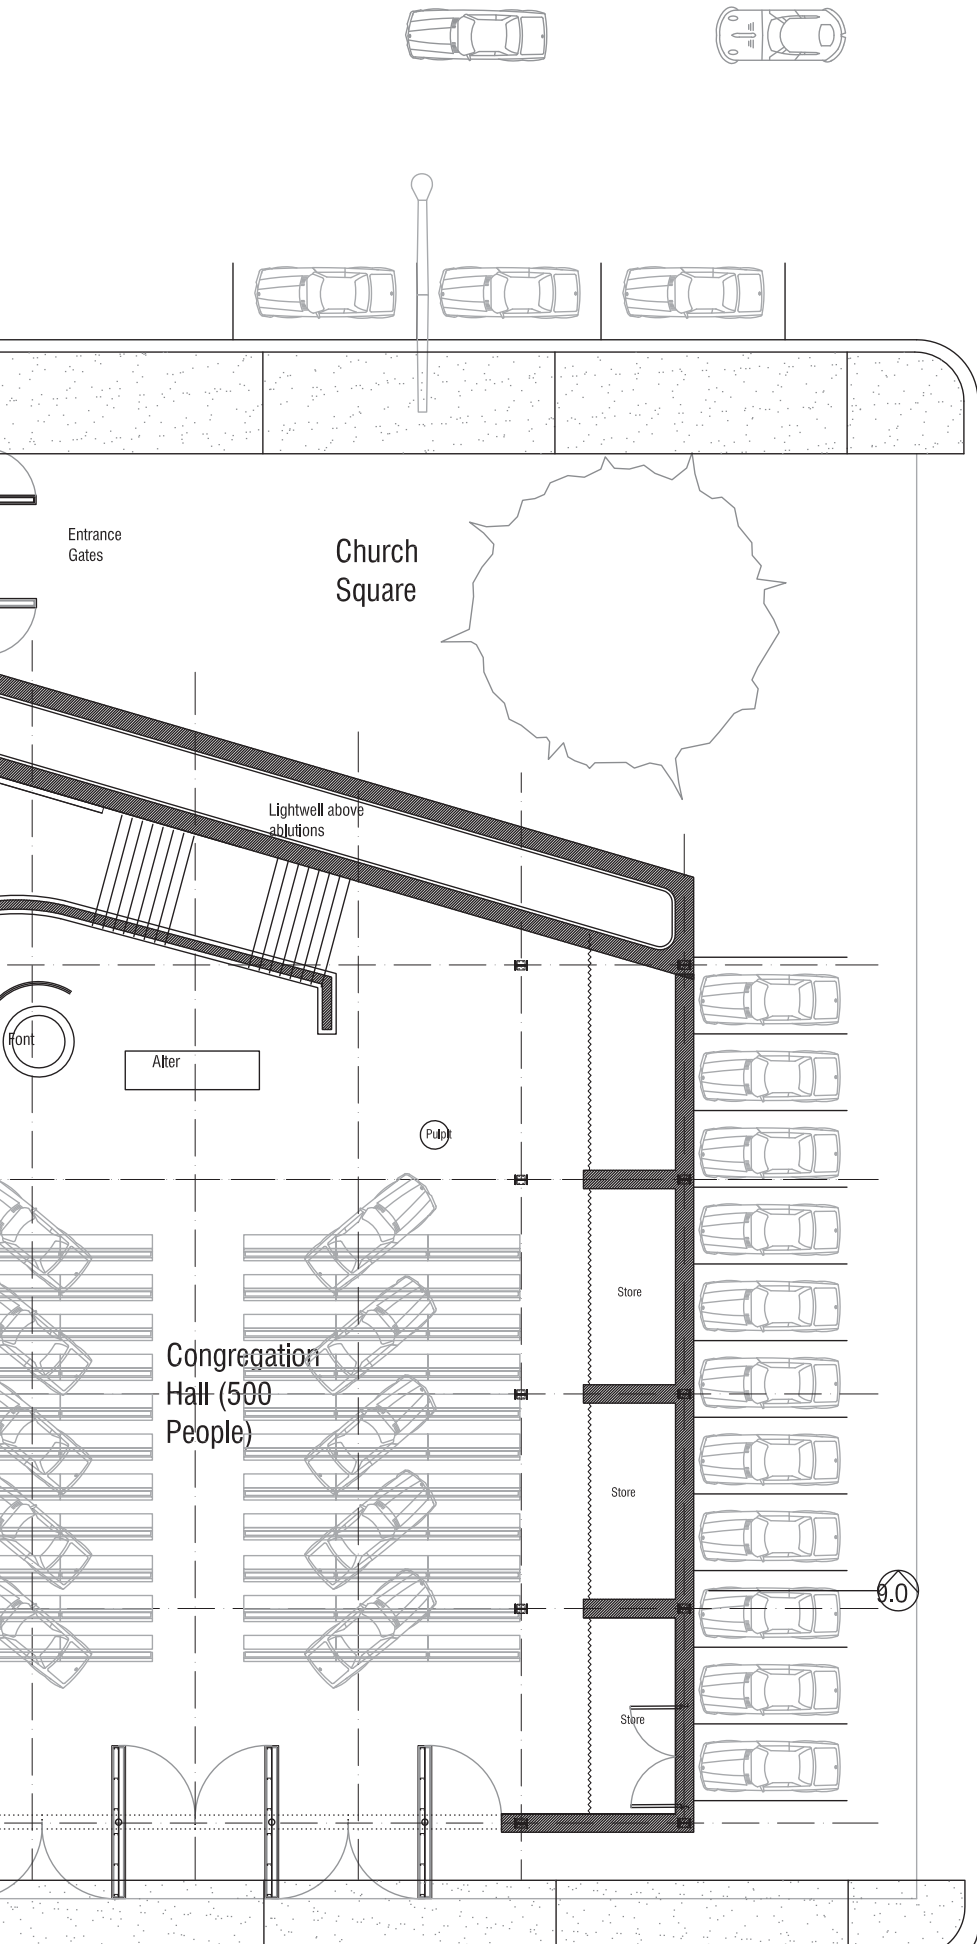 Entrance
Gates
Church
Square
Lightwell above
ablutions
Font
Alter
Pulpit
Store
Congregation
Hall (500
People)
Store
9.0
Store